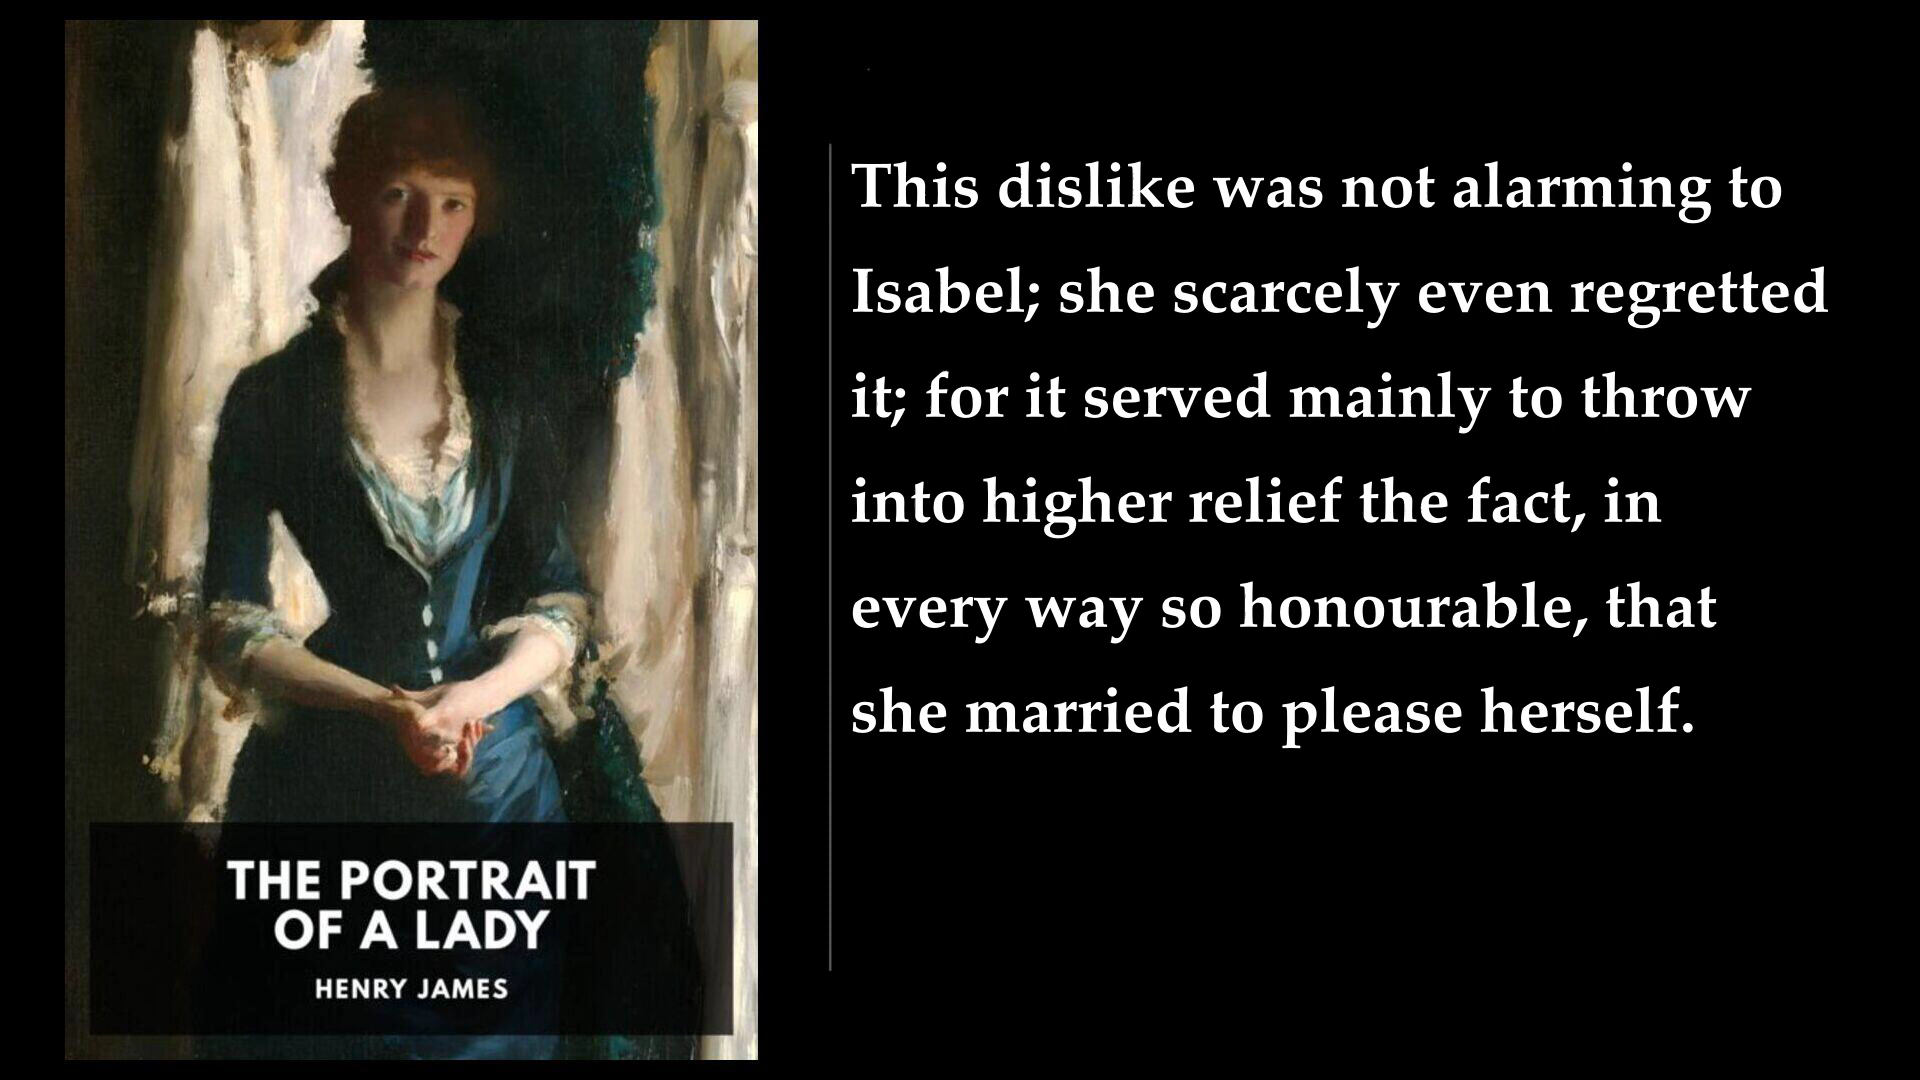 This dislike was not alarming to
Isabel; she scarcely even regretted
it; for it served mainly to throw
into higher relief the fact, in
every way so honourable, that
she married to please herself.
THE PORTRAIT
OF A LADY
HENRY JAMES